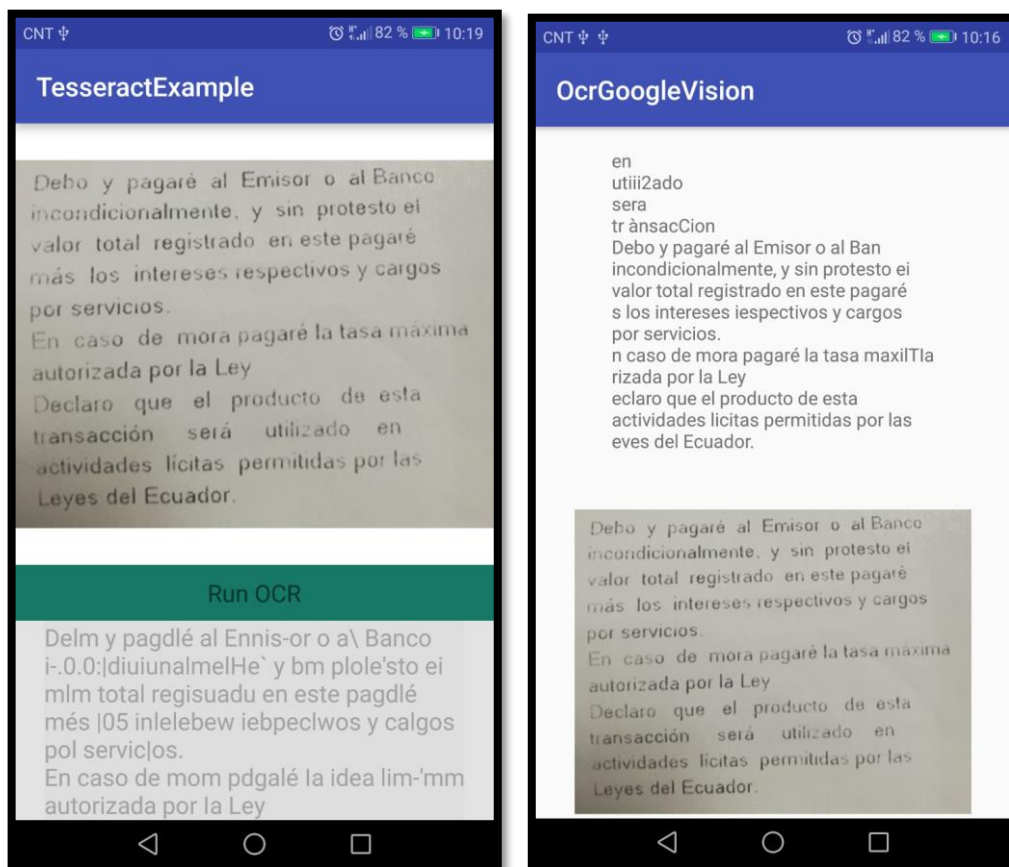 CNT 82 % 10:19
TesseractExample
Debo y pagaré al Emisor o al Banco
incondicionalmente, y sin protesto el
valor total registrado en este pagaré
más los intereses respectivos y cargos
por servicios.
En caso de mora pagaré la tasa máxima
autorizada por la Ley
Declaro que el producto de esta
transacción será utilizado en
actividades lícitas permitidas por las
Leyes del Ecuador.
Run OCR
Delm y pagdlé al Ennis-or o a\ Banco
i-.0.0:|diuiunalmelHe` y bm plole'sto ei
mlm total regisuadu en este pagdlé
més |05 inlelebew iebpeclwos y calgos
pol servic|os.
En caso de mom pdgalé Ia idea lim-'mm
autorizada por la Ley
CNT 82 % 10:16
OcrGoogleVision
en
utiii2ado
sera
tr ànsacCion
Debo y pagaré al Emisor o al Ban
incondicionalmente, y sin protesto ei
valor total registrado en este pagaré
s los intereses iespectivos y cargos
por servicios.
n caso de mora pagaré la tasa maxilTla
rizada por la Ley
eclaro que el producto de esta
actividades licitas permitidas por las
eves del Ecuador.
Debo y pagaré al Emisor o al Banco
incondicionalmente, y sin protesto el
valor total registrado en este pagaré
más los intereses respectivos y cargos
por servicios.
En caso de mora pagaré la tasa máxima
autorizada por la Ley
Declaro que el producto de esta
transacción será utilizado en
actividades lícitas permitidas por las
Leyes del Ecuador.